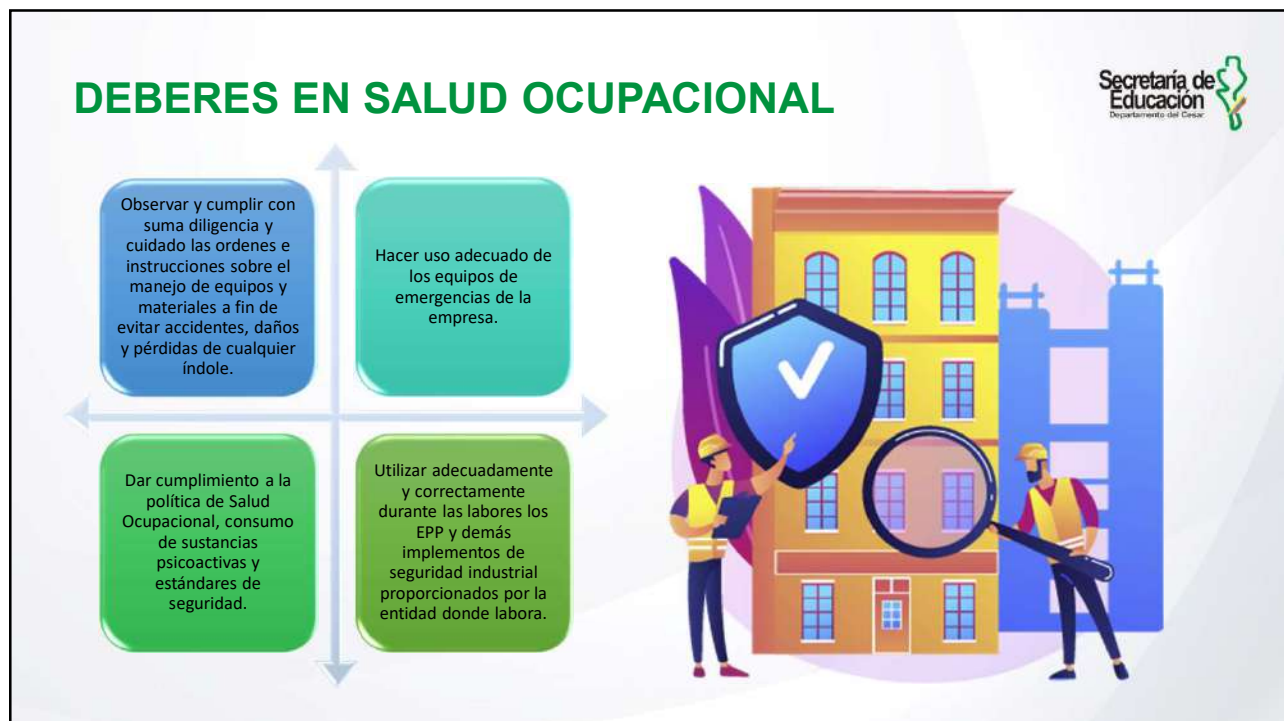 DEBERES EN SALUD OCUPACIONAL
Secretaría de
Educación
Departamento del Cesar
Observar y cumplir con
suma diligencia y
cuidado las ordenes e
instrucciones sobre el
manejo de equipos y
materiales a fin de
evitar accidentes, daños
y pérdidas de cualquier
índole.
Hacer uso adecuado de
los equipos de
emergencias de la
empresa.
Dar cumplimiento a la
política de Salud
Ocupacional, consumo
de sustancias
psicoactivas y
estándares de
seguridad.
Utilizar adecuadamente
y correctamente
durante las labores los
EPP y demás
implementos de
seguridad industrial
proporcionados por la
entidad donde labora.